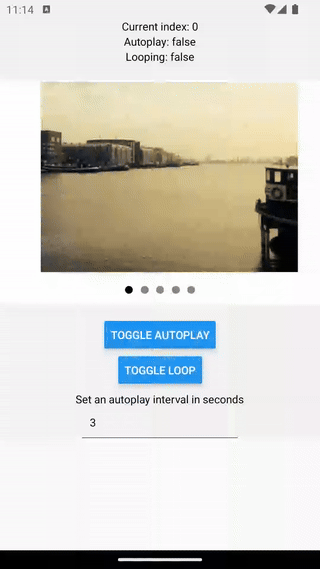 11:14 A
Current index: 0
Autoplay: false
Looping: false
TOGGLE AUTOPLAY
TOGGLE LOOP
Set an autoplay interval in seconds
3